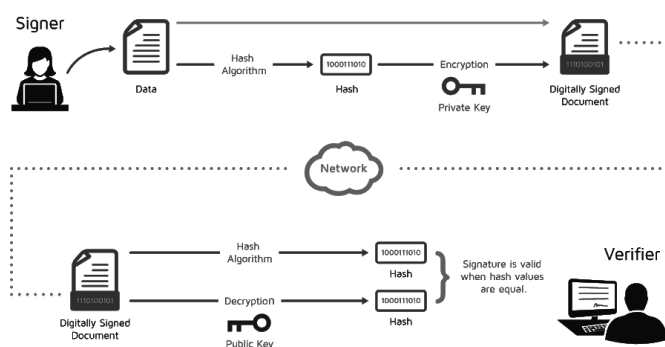 Signer
Data
Hash
Algorithm
1000111010
Hash
Encryption
Private Key
1110100101
Digitally Signed
Document
Network
1110100101
Digitally Signed
Document
Hash
Algorithm
1000111010
Hash
Decryption
Public Key
1000111010
Hash
Signature is valid
when hash values
are equal.
Verifier